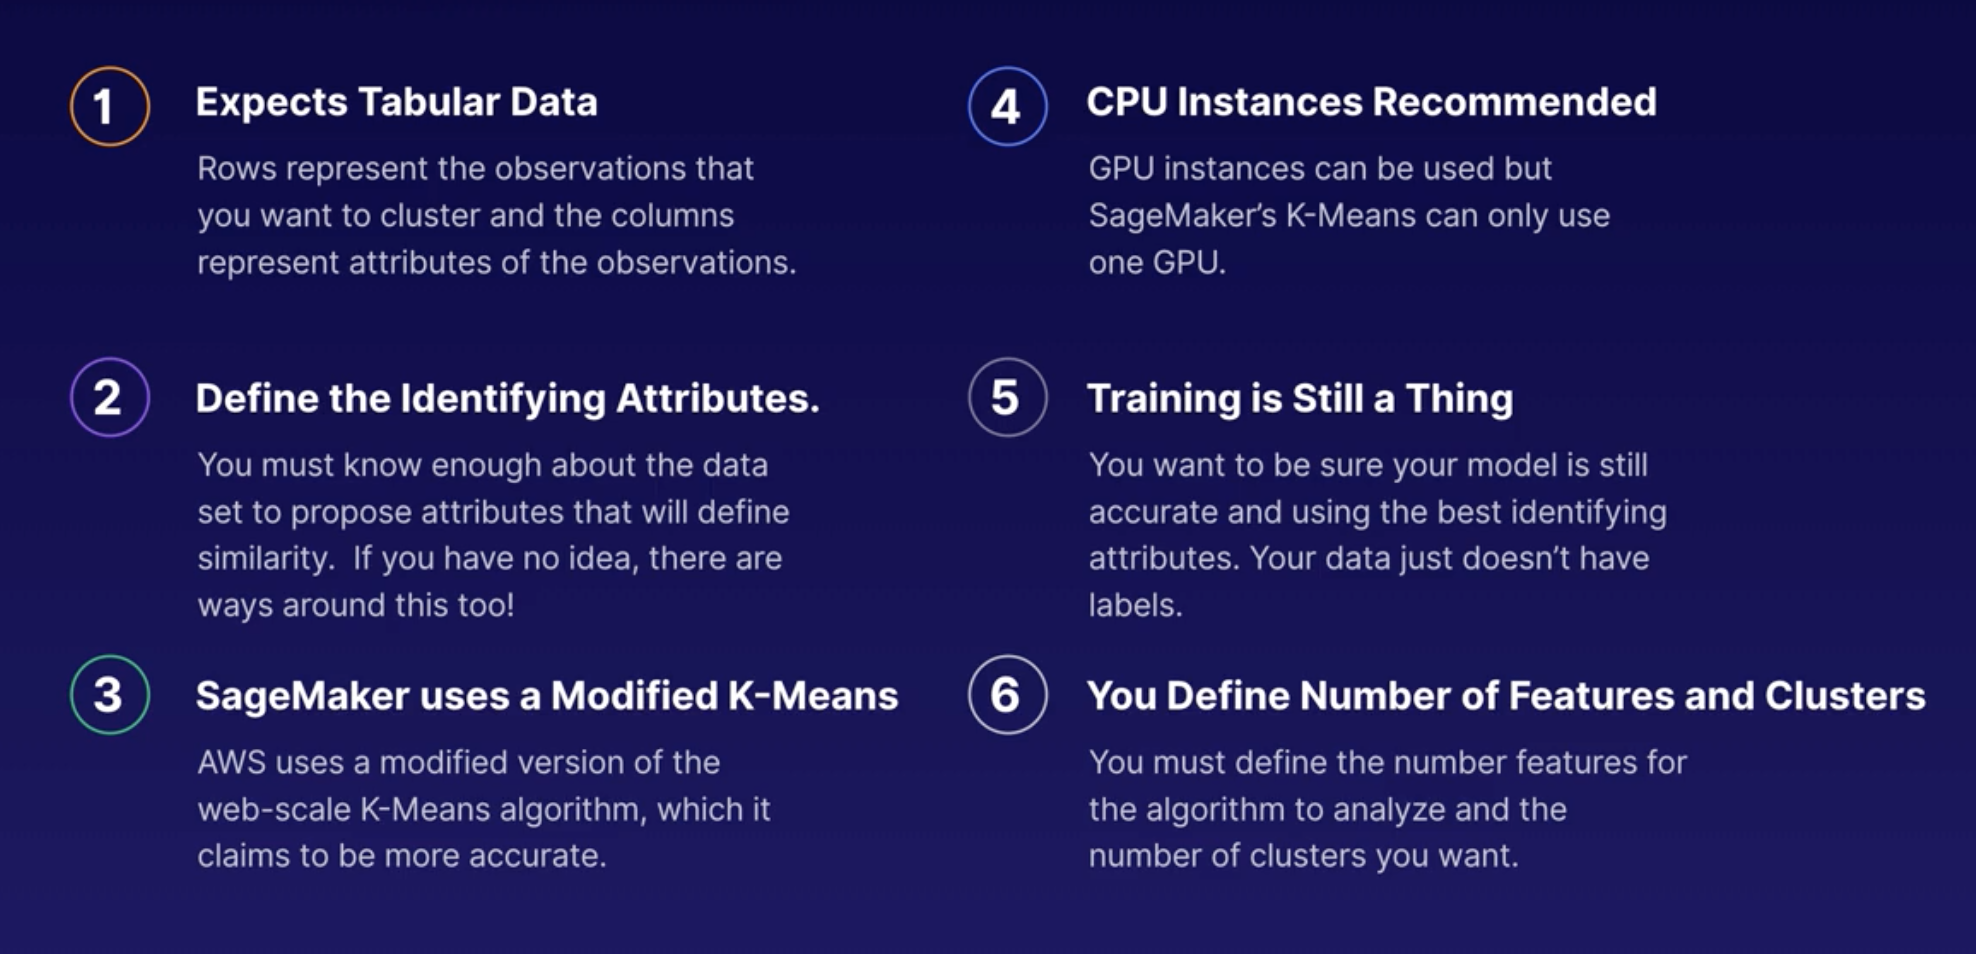 1
Expects Tabular Data
Rows represent the observations that
you want to cluster and the columns
represent attributes of the observations.
2
Define the Identifying Attributes.
You must know enough about the data
set to propose attributes that will define
similarity.  If you have no idea, there are
ways around this too!
3
SageMaker uses a Modified K-Means
AWS uses a modified version of the
web-scale K-Means algorithm, which it
claims to be more accurate.
4
CPU Instances Recommended
GPU instances can be used but
SageMaker’s K-Means can only use
one GPU.
5
Training is Still a Thing
You want to be sure your model is still
accurate and using the best identifying
attributes. Your data just doesn’t have
labels.
6
You Define Number of Features and Clusters
You must define the number features for
the algorithm to analyze and the
number of clusters you want.